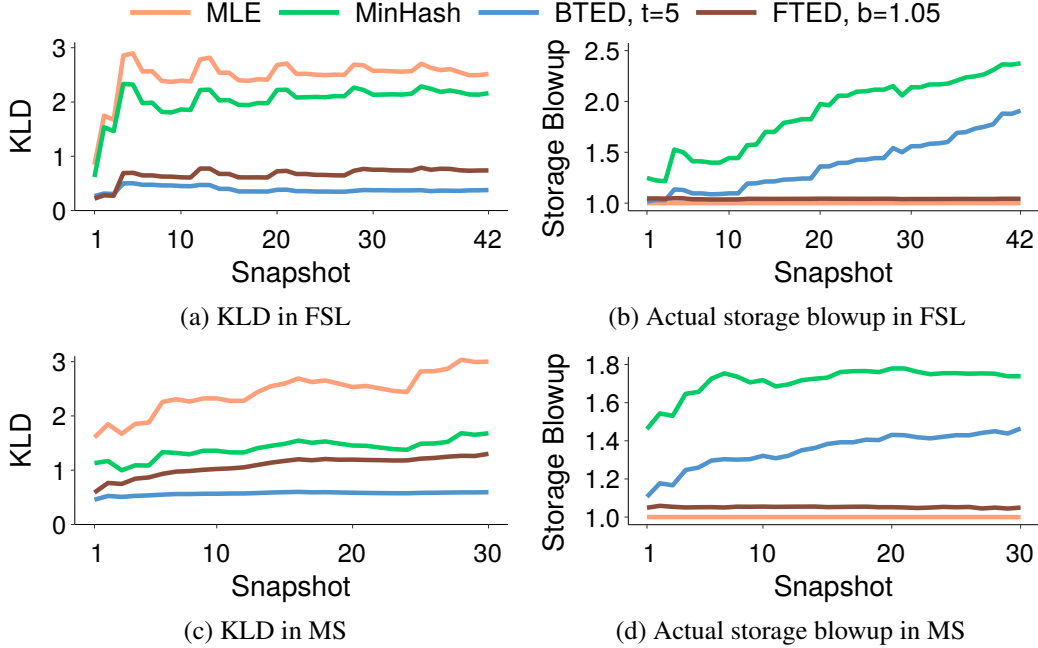 MLE MinHash BTED, t=5 FTED, b=1.05
KLD
3
2
1
0
1 10 20 30 42
Snapshot
(a) KLD in FSL
Storage Blowup
2.5
2.0
1.5
1.0
1 10 20 30 42
Snapshot
(b) Actual storage blowup in FSL
KLD
3
2
1
0
1 10 20 30
Snapshot
(c) KLD in MS
Storage Blowup
1.8
1.6
1.4
1.2
1.0
1 10 20 30
Snapshot
(d) Actual storage blowup in MS